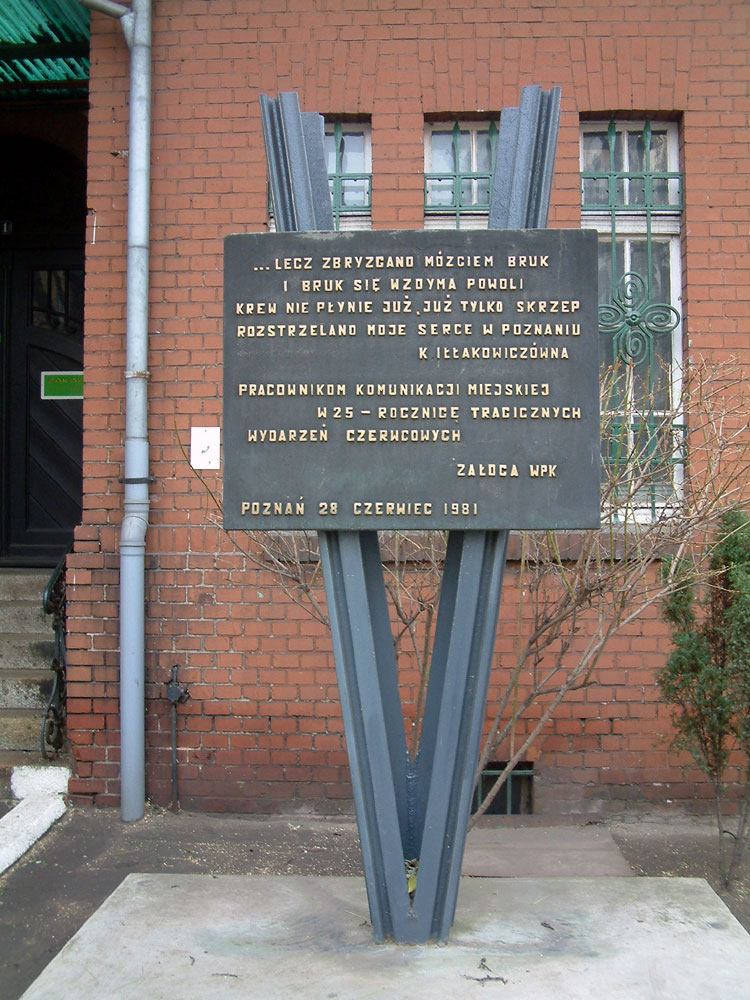 ...LECZ ZBRYZGANO MÓZGIEM BRUK
I BRUK SIĘ WZDYMA POWOLI
KREW NIE PŁYNIE JUŻ, JUŻ TYLKO SKRZEP
ROZSTRZELANO MOJE SERCE W POZNANIU
K IŁŁAKOWICZÓWNA
PRACOWNIKOM KOMUNIKACJI MIEJSKIEJ
W 25 – ROCZNICĘ TRAGICZNYCH
WYDARZEŃ CZERWCOWYCH
ZAŁOGA WPK
POZNAŃ 28 CZERWIEC 1981